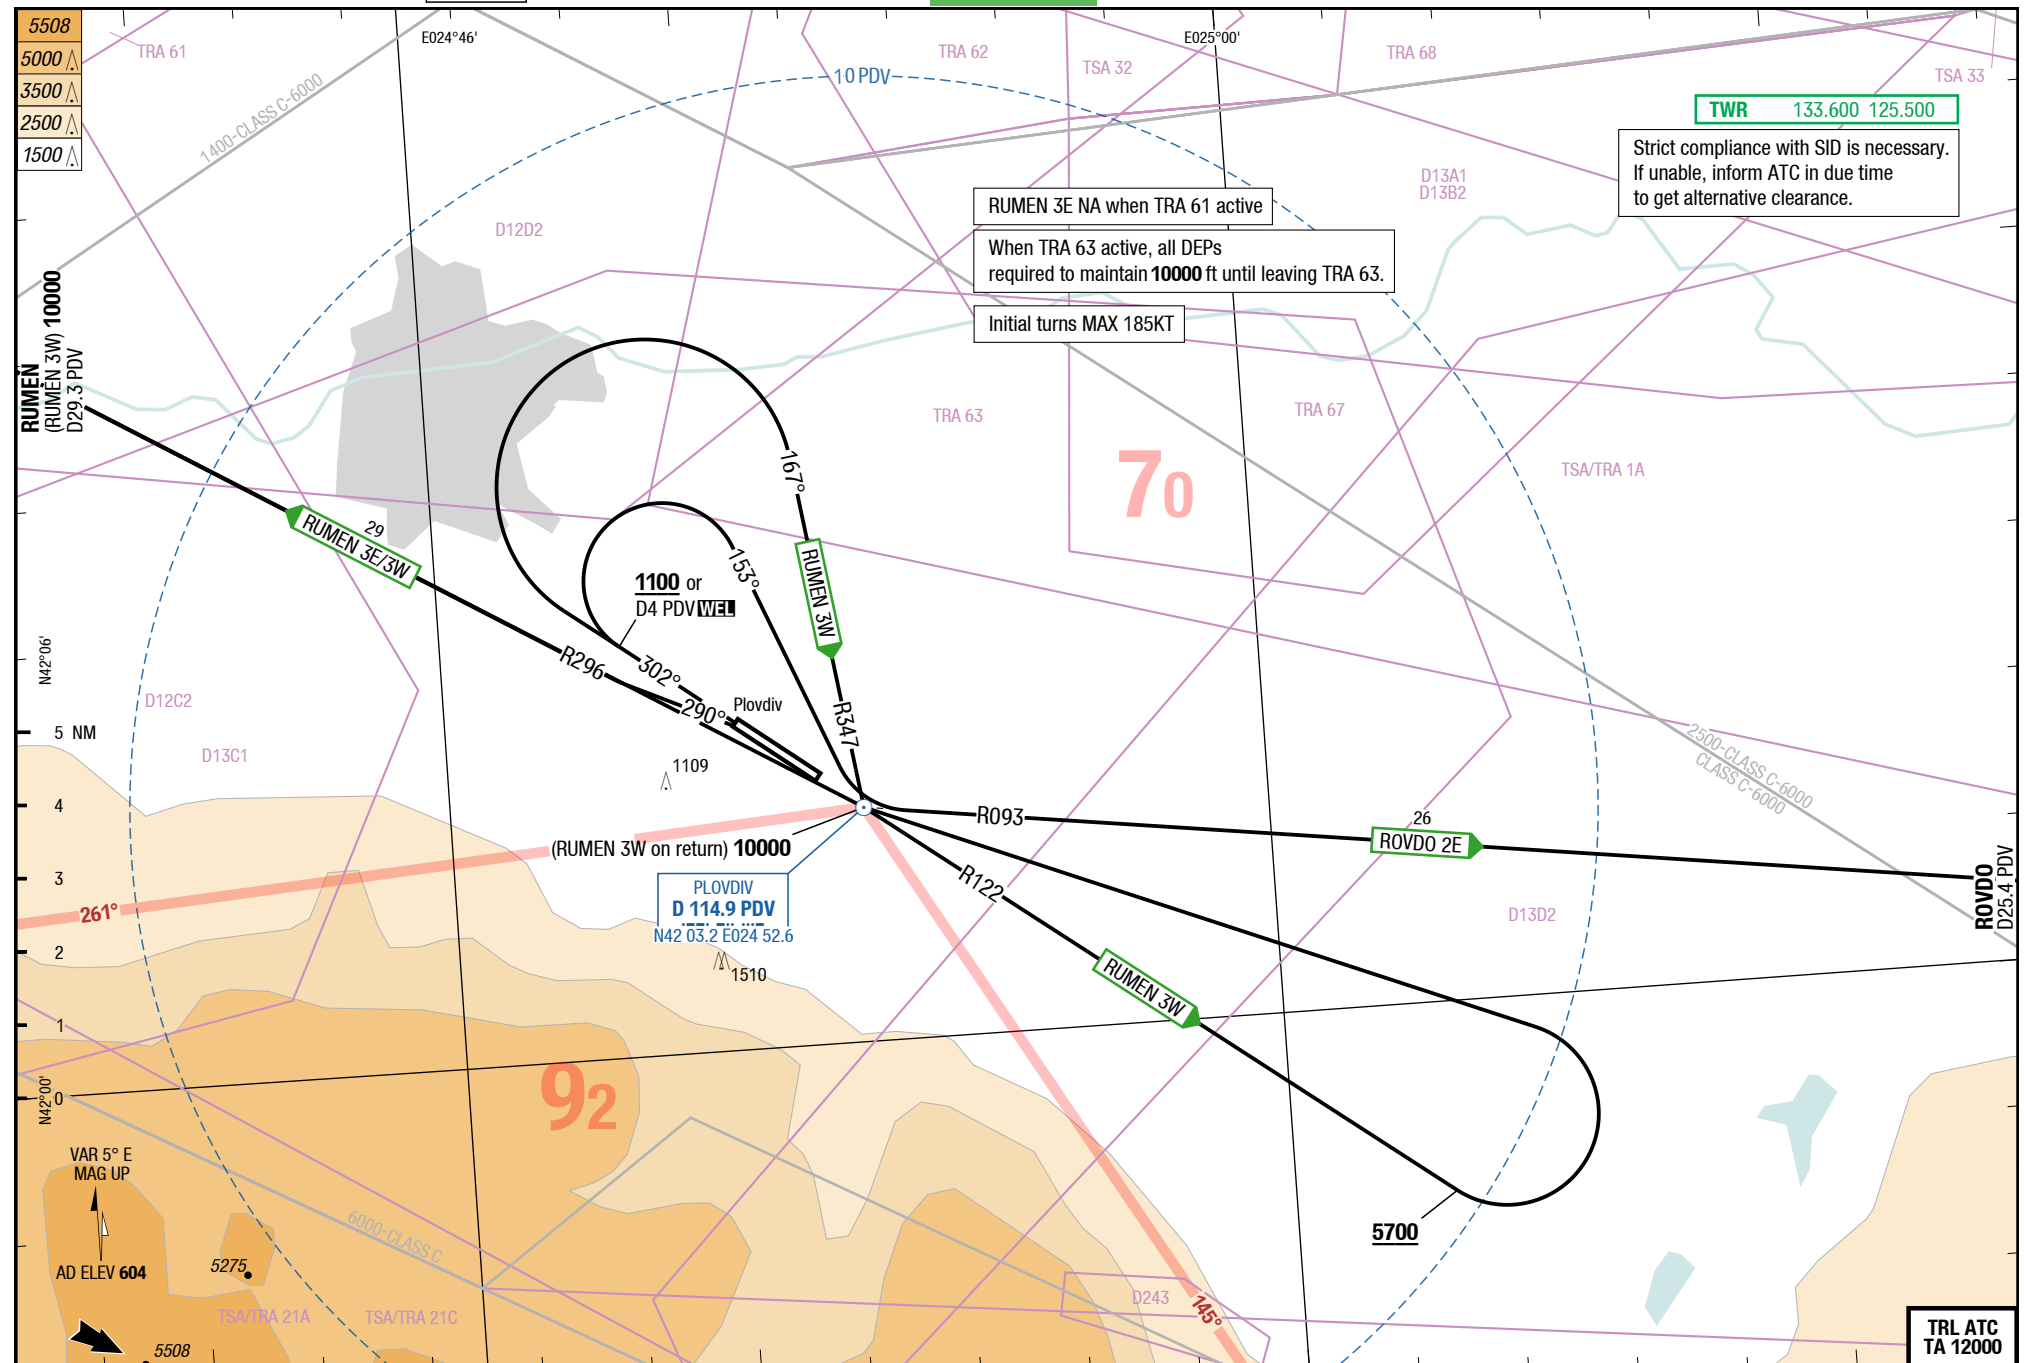 5508
5000
3500
2500
1500
TRA 61
E024°46'
1400-CLASS C-6000
10 PDV
TRA 62
TSA 32
E025°00'
TRA 68
TSA 33
TWR 133.600 125.500
Strict compliance with SID is necessary.
If unable, inform ATC in due time
to get alternative clearance.
D13A1
D13B2
RUMEN 3E NA when TRA 61 active
When TRA 63 active, all DEPs
required to maintain 10000 ft until leaving TRA 63.
Initial turns MAX 185KT
D12D2
RUMEN
(RUMEN 3W) 10000
D29.3 PDV
TRA 63
TRA 67
TSA/TRA 1A
70
167°
153°
RUMEN 3W
29
RUMEN 3E/3W
1100 or
D4 PDV WEL
R296
302°
290°
Plovdiv
R347
N42°06'
D12C2
D13C1
5 NM
4
3
2
1
0
1109
R093
26
ROVDO 2E
2500-CLASS C-6000
CLASS C-6000
ROVDO
D25.4 PDV
(RUMEN 3W on return) 10000
PLOVDIV
D 114.9 PDV
N42 03.2 E024 52.6
261°
R122
D13D2
1510
RUMEN 3W
N42°00'
92
VAR 5° E
MAG UP
AD ELEV 604
5275
6000-CLASS C
5700
TSA/TRA 21A
TSA/TRA 21C
D243
145°
5508
TRL ATC
TA 12000